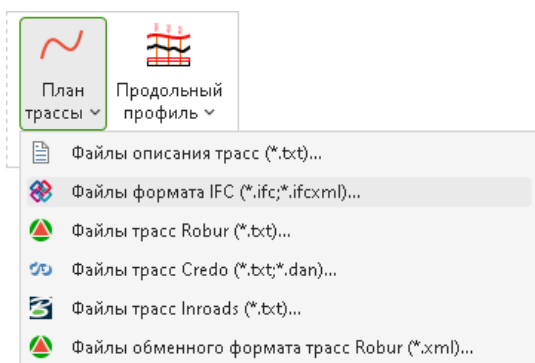 План
трассы
Продольный
профиль
Файлы описания трасс (*.txt)...
Файлы формата IFC (*.ifc;*.ifcxml)...
Файлы трасс Robur (*.txt)...
Файлы трасс Credo (*.txt;*.dan)...
Файлы трасс Inroads (*.txt)...
Файлы обменного формата трасс Robur (*.xml)...